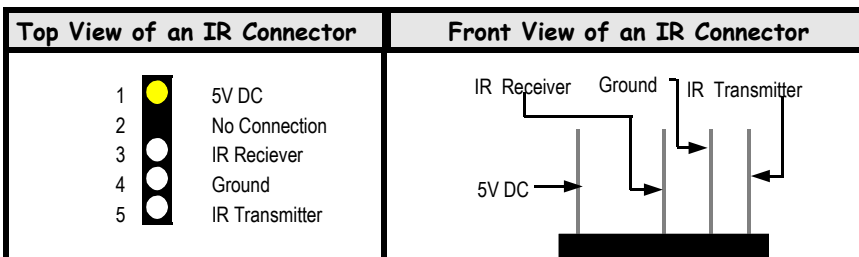 Top View of an IR Connector
1 5V DC
2 No Connection
3 IR Reciever
4 Ground
5 IR Transmitter
Front View of an IR Connector
IR Receiver Ground IR Transmitter
5V DC